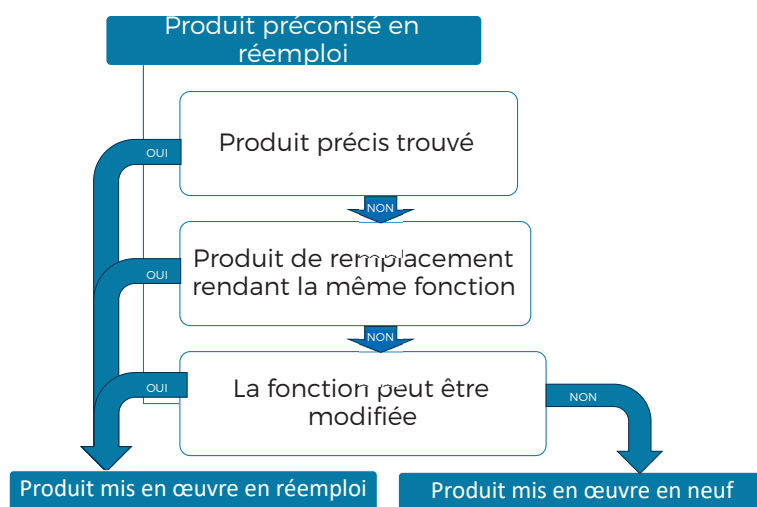 Produit préconisé en
réemploi
Produit précis trouvé
OUI
NON
Produit de remplacement
rendant la même fonction
OUI
NON
La fonction peut être
modifiée
OUI
NON
Produit mis en œuvre en réemploi
Produit mis en œuvre en neuf